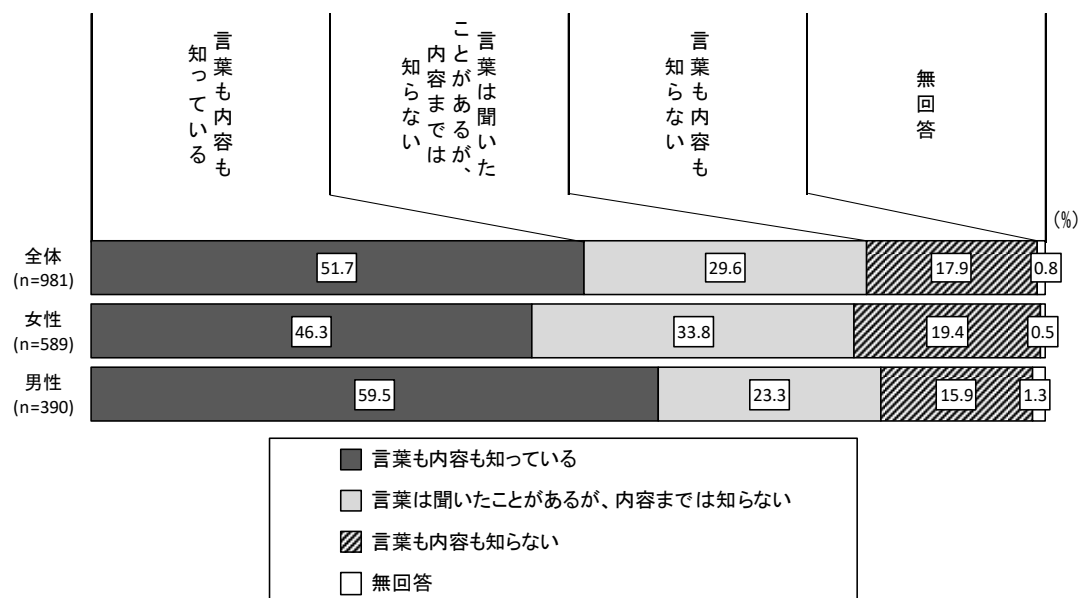 言葉も内容も
知っている
言葉は聞いた
ことがあるが、
内容までは
知らない
言葉も内容も
知らない
無回答
(%)
全体
(n=981)
51.7
29.6
17.9
0.8
女性
(n=589)
46.3
33.8
19.4
0.5
男性
(n=390)
59.5
23.3
15.9
1.3
言葉も内容も知っている
言葉は聞いたことがあるが、内容までは知らない
言葉も内容も知らない
無回答